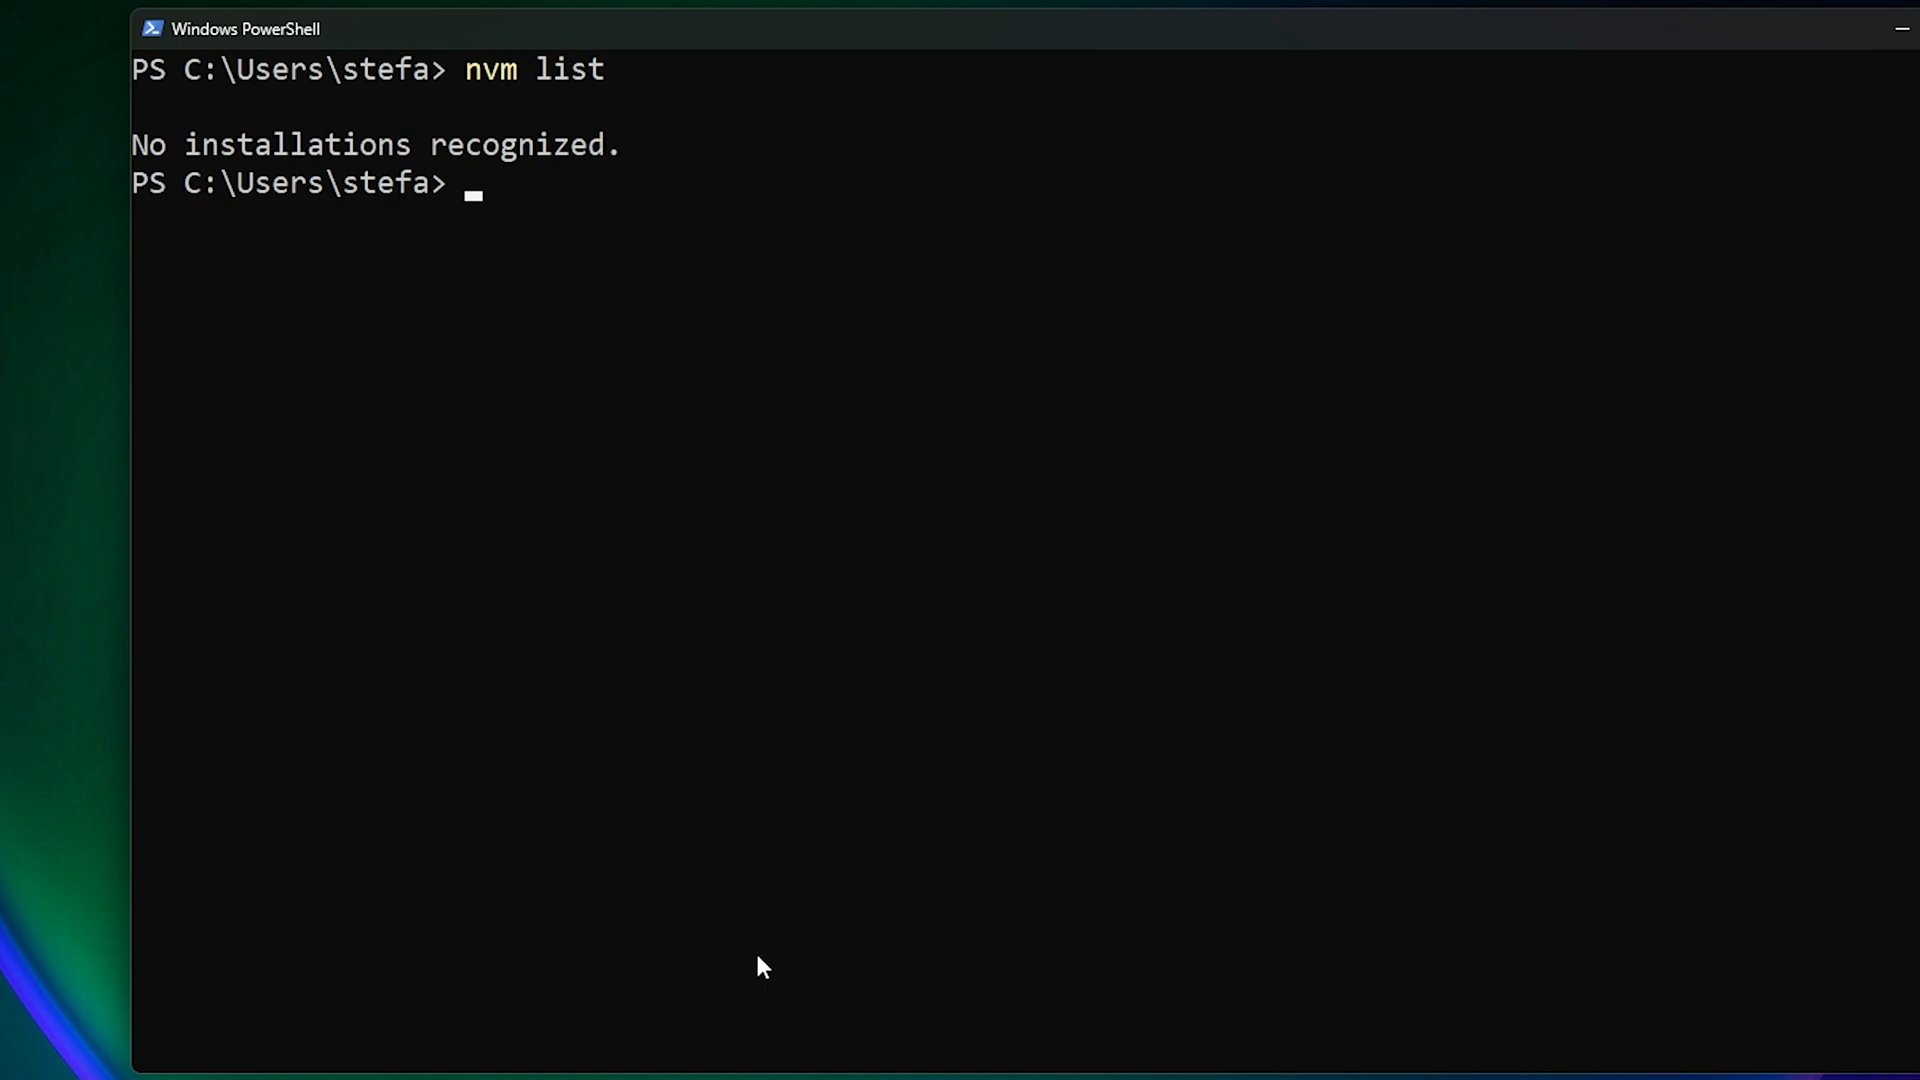 Windows PowerShell
PS C:\Users\stefa> nvm list
No installations recognized.
PS C:\Users\stefa>